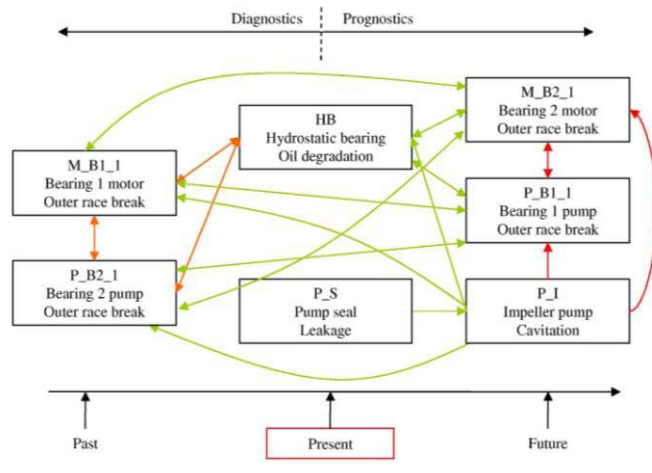 Diagnostics Prognostics
M_B2_1
Bearing 2 motor
Outer race break
HB
Hydrostatic bearing
Oil degradation
M_B1_1
Bearing 1 motor
Outer race break
P_B1_1
Bearing 1 pump
Outer race break
P_B2_1
Bearing 2 pump
Outer race break
P_S
Pump seal
Leakage
P_I
Impeller pump
Cavitation
Past
Present
Future